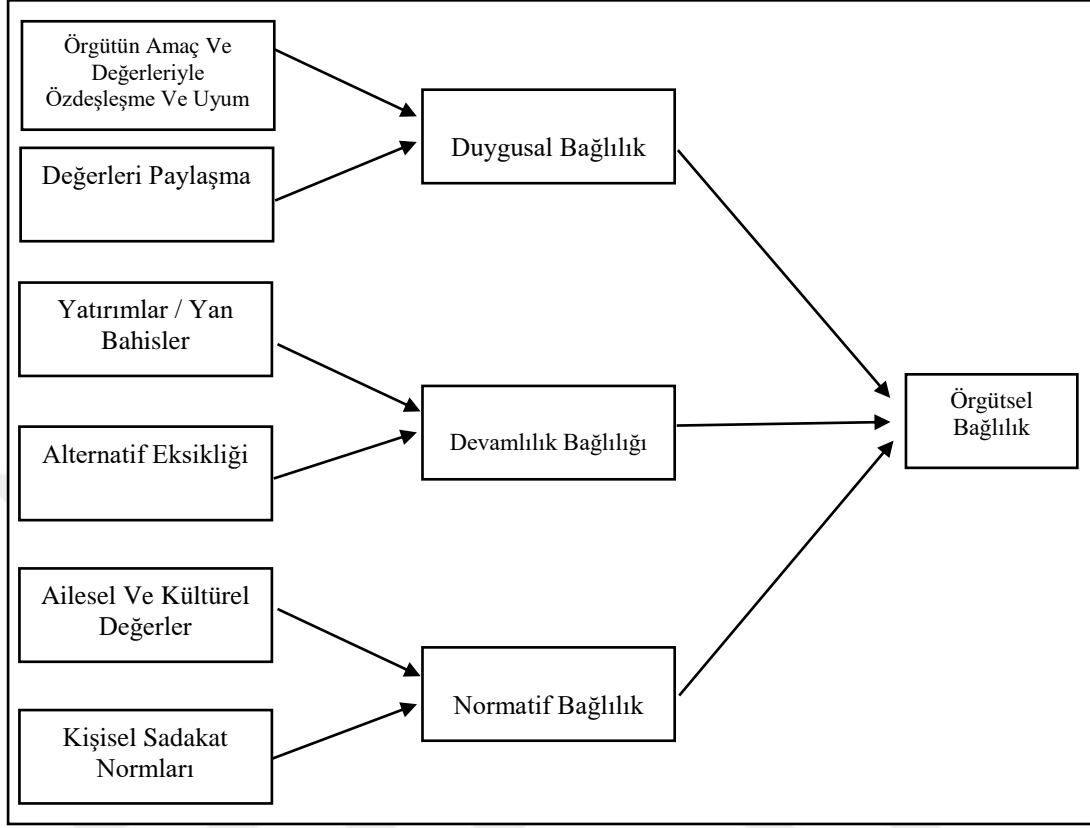 Örgütün Amaç Ve
Değerleriyle
Özdeşleşme Ve Uyum
Değerleri Paylaşma
Duygusal Bağlılık
Yatırımlar / Yan
Bahisler
Alternatif Eksikliği
Devamlılık Bağlılığı
Örgütsel
Bağlılık
Ailesel Ve Kültürel
Değerler
Kişisel Sadakat
Normları
Normatif Bağlılık